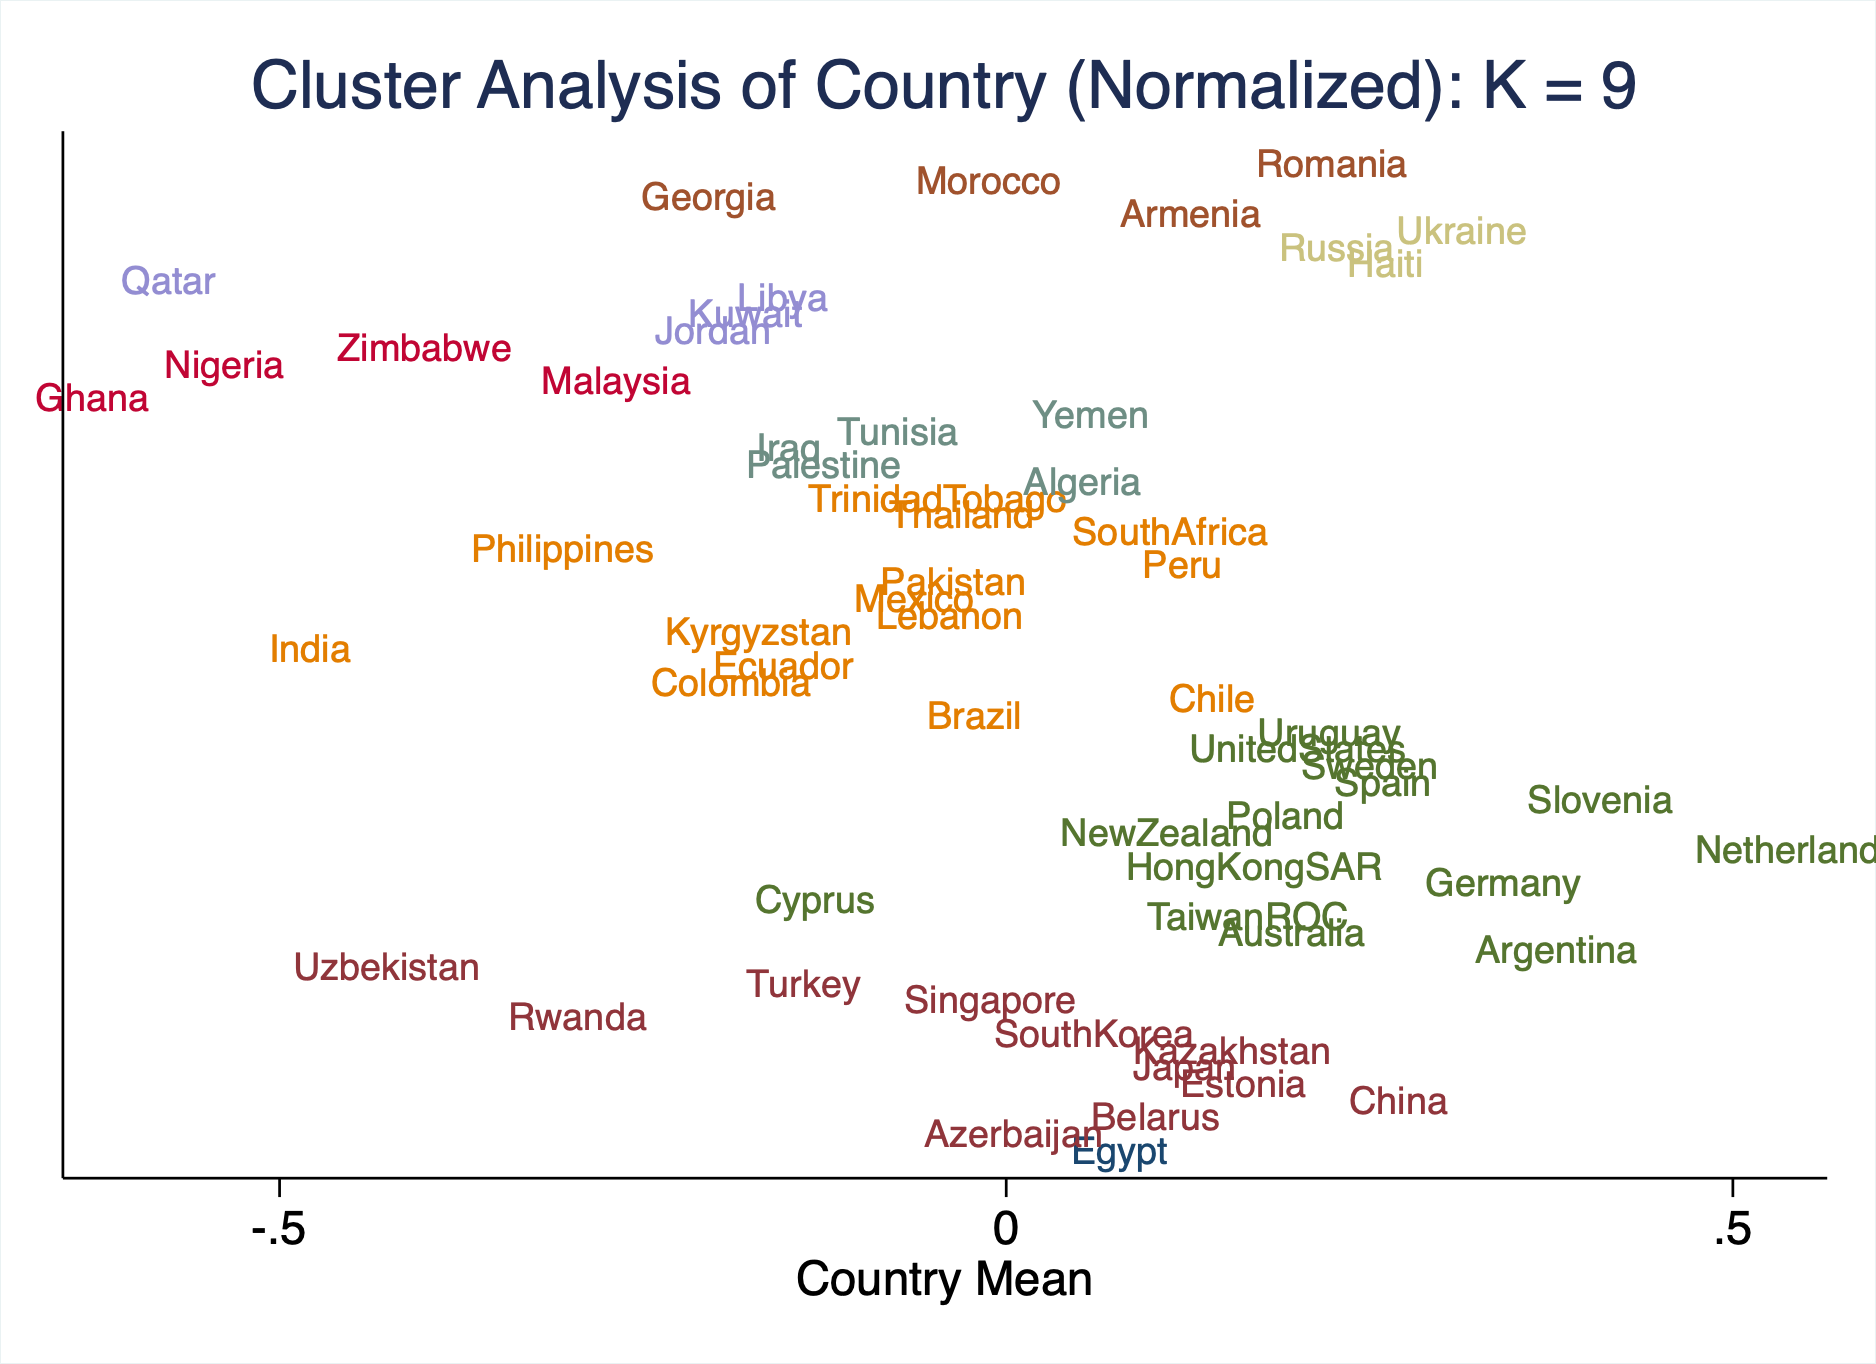 Cluster Analysis of Country (Normalized): K = 9
Romania
Morocco
Georgia
Armenia
Ukraine
Russia
Haiti
Qatar
Libya
Kuwait
Jordan
Zimbabwe
Nigeria
Malaysia
Ghana
Yemen
Tunisia
Iraq
Palestine
Algeria
TrinidadTobago
Thailand
SouthAfrica
Philippines
Peru
Pakistan
Mexico
Lebanon
Kyrgyzstan
India
Ecuador
Colombia
Chile
Brazil
Uruguay
UnitedStates
Sweden
Spain
Slovenia
Poland
NewZealand
Netherland
HongKongSAR
Germany
Cyprus
TaiwanROC
Australia
Argentina
Uzbekistan
Turkey
Singapore
Rwanda
SouthKorea
Kazakhstan
Japan
Estonia
China
Belarus
Azerbaijan
Egypt
-.5 0 .5
Country Mean